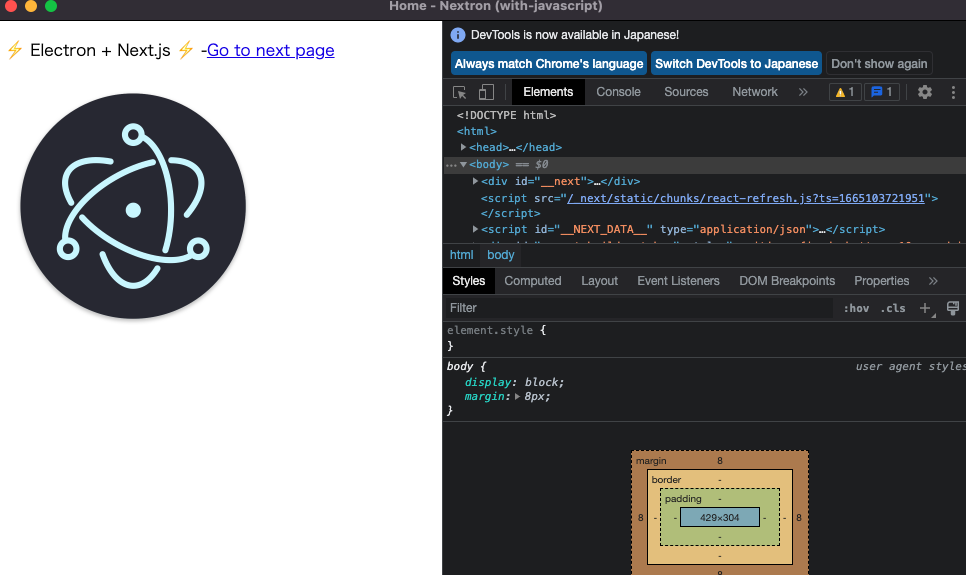 Home - Nextron (with-javascript)
⚡ Electron + Next.js ⚡ -Go to next page
DevTools is now available in Japanese!
Always match Chrome's language Switch DevTools to Japanese Don't show again
Elements Console Sources Network » 1 1
<!DOCTYPE html>
<html>
<head>…</head>
<body> == $0
<div id="__next">…</div>
<script src="/_next/static/chunks/react-refresh.js?ts=1665103721951">
</script>
<script id="__NEXT_DATA__" type="application/json">…</script>
html body
Styles Computed Layout Event Listeners DOM Breakpoints Properties »
Filter :hov .cls +
element.style {
}
body { user agent styles
display: block;
margin: 8px;
}
margin 8
border -
padding -
8 - - 429×304 - - 8
-
-
8